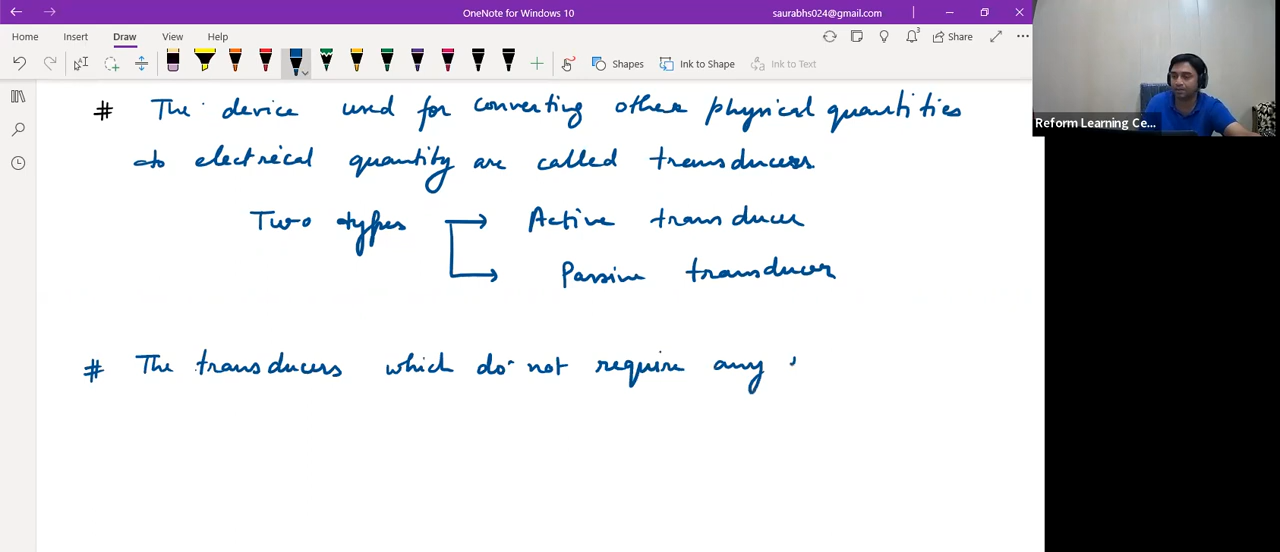 OneNote for Windows 10
saurabhs024@gmail.com
Home Insert Draw View Help
Share
Shapes Ink to Shape Ink to Text
# The device used for converting other physical quantities
to electrical quantity are called transducers
Two types → Active transducer
→ Passive transducer
# The transducers which do not require any
Reform Learning Ce...